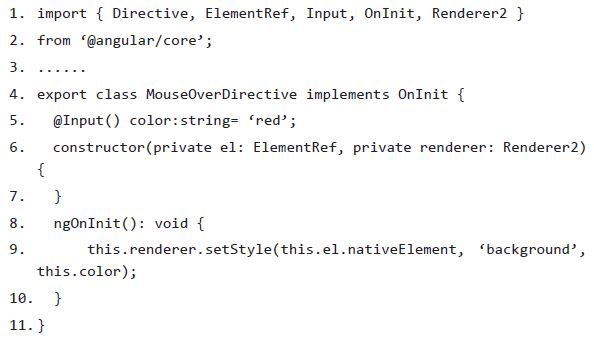 1. import { Directive, ElementRef, Input, OnInit, Renderer2 }
2. from ‘@angular/core’;
3. ......
4. export class MouseOverDirective implements OnInit {
5. @Input() color:string= ‘red’;
6. constructor(private el: ElementRef, private renderer: Renderer2)
{
7. }
8. ngOnInit(): void {
9. this.renderer.setStyle(this.el.nativeElement, ‘background’,
this.color);
10. }
11. }